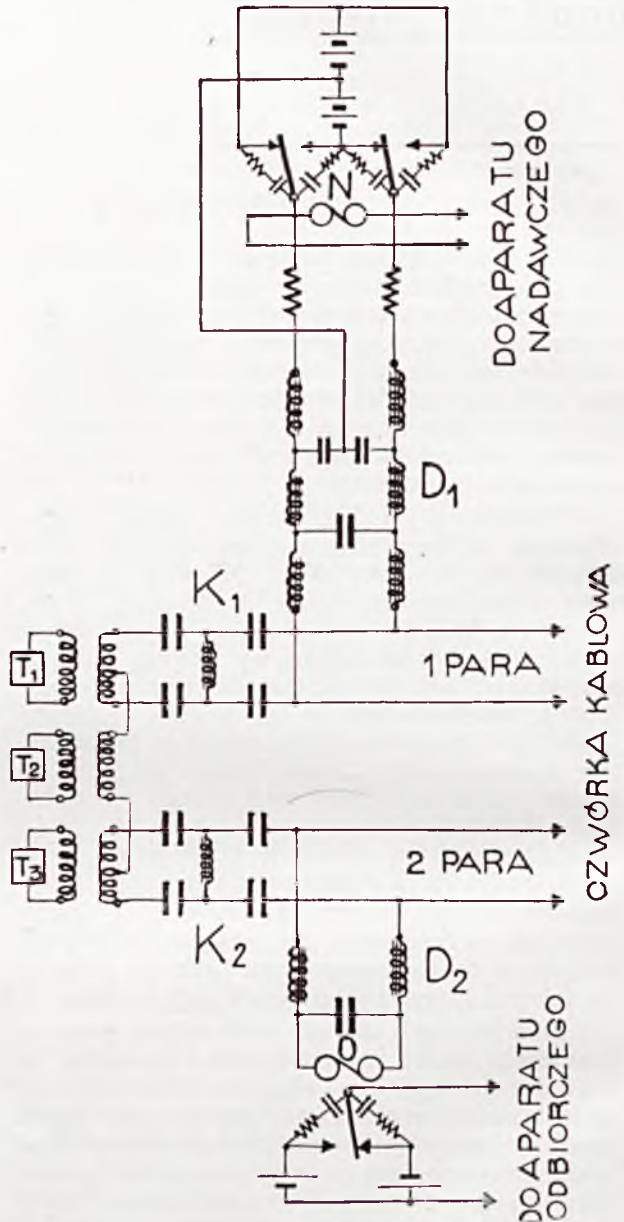 N
DO APARATU
NADAWCZEGO
D1
K1
T1
T2
T3
1 PARA
2 PARA
CZWÓRKA KABLOWA
K2
D2
O
DO APARATU
ODBIORCZEGO